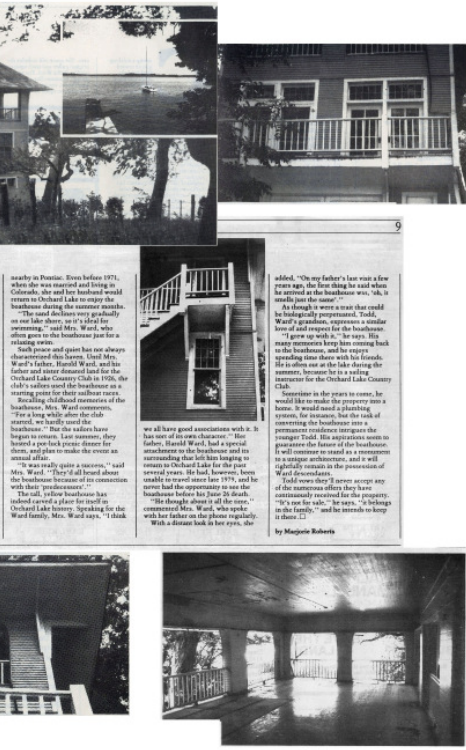 9
nearby in Pontiac. Even before 1971,
when she was married and living in
Colorado, she and her husband would
return to Orchard Lake to enjoy the
boathouse during the summer months.
"The sand declines very gradually
on our lake shore, so it's ideal for
swimming," said Mrs. Ward, who
often goes to the boathouse just for a
relaxing swim.
Such peace and quiet has not always
characterized this haven. Until Mrs.
Ward's father, Harold Ward, and his
father and sister donated land for the
Orchard Lake Country Club in 1926, the
club's sailors used the boathouse as a
starting point for their sailboat races.
Recalling childhood memories of the
boathouse, Mrs. Ward comments,
"For a long while after the club
started, we hardly used the
boathouse." But the sailors have
begun to return. Last summer, they
hosted a pre-luck picnic dinner for
them, and plan to make the event an
annual affair.
"It was really quite a success," said
Mrs. Ward. "They'd all heard about
the boathouse because of its connection
with their 'predecessors'."
The tall, yellow boathouse has
indeed carved a place for itself in
Orchard Lake history. Speaking for the
Ward family, Mrs. Ward says, "I think
we all have good associations with it. It
has sort of its own character." Her
father, Harold Ward, had a special
attachment to the boathouse and its
surrounding that left him longing to
return to Orchard Lake for the past
several years. He had, however, been
unable to travel since late 1979, and he
never had the opportunity to see the
boathouse before his June 26 death.
"He thought about it all the time,"
commented Mrs. Ward, who spoke
with her father on the phone regularly.
With a distant look in her eyes, she
added, "On my father's last visit a few
years ago, the first thing he said when
he arrived at the boathouse was, 'ah, it
smells just the same'."
As though it were a trait that could
be biologically perpetuated, Todd,
Ward's grandson, expresses a similar
love of and respect for the boathouse.
"I grew up with it," he says. His
many memories keep him coming back
to the boathouse, and he enjoys
spending time there with his friends.
He is often out at the lake during the
summer, because he is a sailing
instructor for the Orchard Lake Country
Club.
Sometime in the years to come, he
would like to make the property into a
home. It would need a plumbing
system, for instance, but the task of
converting the boathouse into a
permanent residence intrigues the
younger Todd. His aspirations seem to
guarantee the future of the boathouse.
It will continue to stand as a monument
to a unique architecture, and it will
rightfully remain in the possession of
Ward descendants.
Todd vows they'll never accept any
of the numerous offers they have
continuously received for the property.
"It's not for sale," he says, "it belongs
in the family," and he intends to keep
it there. □
by Marjorie Roberts